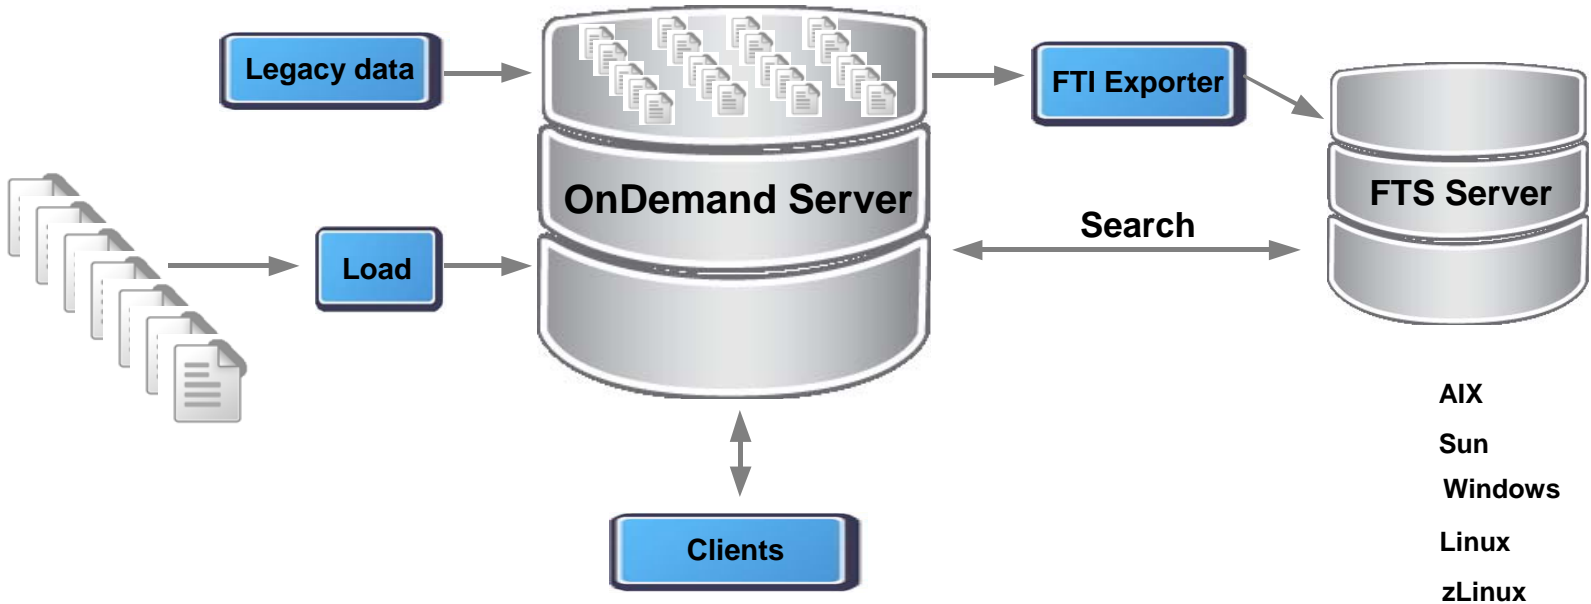 Legacy data
FTI Exporter
OnDemand Server
FTS Server
Search
Load
AIX
Sun
Windows
Linux
Clients
zLinux